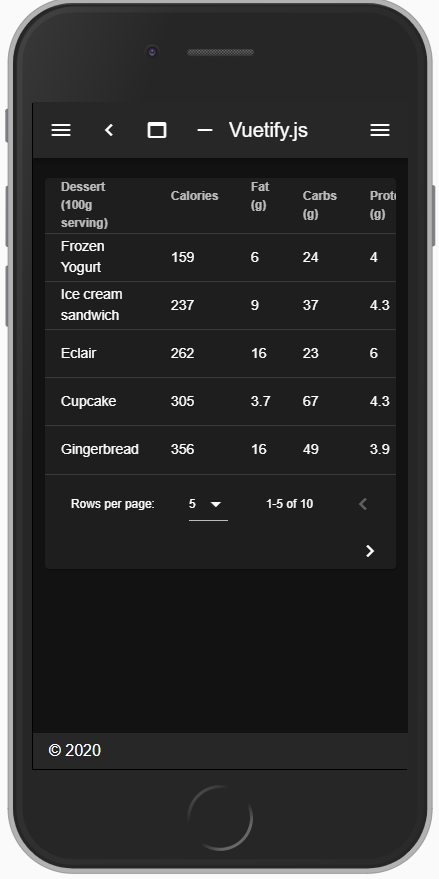 Vuetify.js
Dessert (100g serving) Calories Fat (g) Carbs (g) (g)
Frozen Yogurt 159 6 24 4
Ice cream sandwich 237 9 37 4.3
Eclair 262 16 23 6
Cupcake 305 3.7 67 4.3
Gingerbread 356 16 49 3.9
Rows per page: 5 1-5 of 10
© 2020